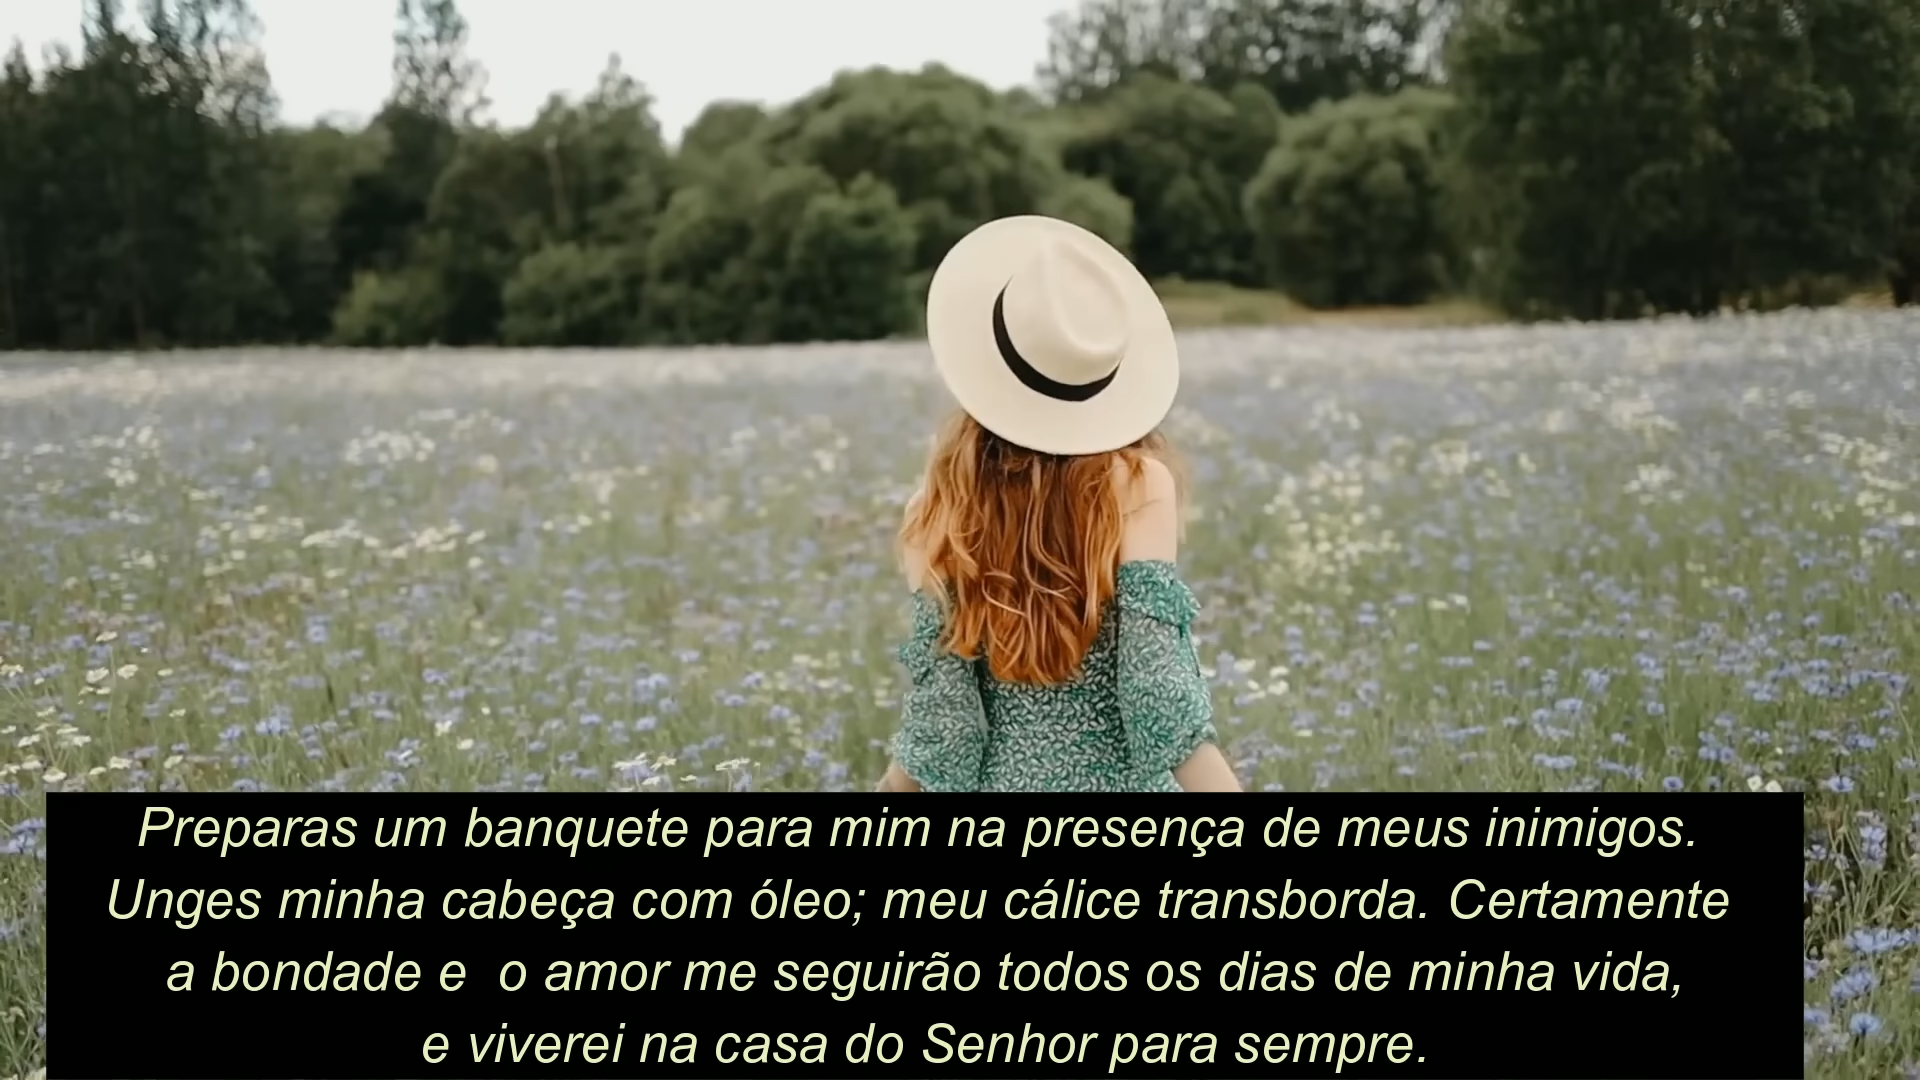 Preparas um banquete para mim na presença de meus inimigos.
Unges minha cabeça com óleo; meu cálice transborda. Certamente
a bondade e  o amor me seguirão todos os dias de minha vida,
e viverei na casa do Senhor para sempre.